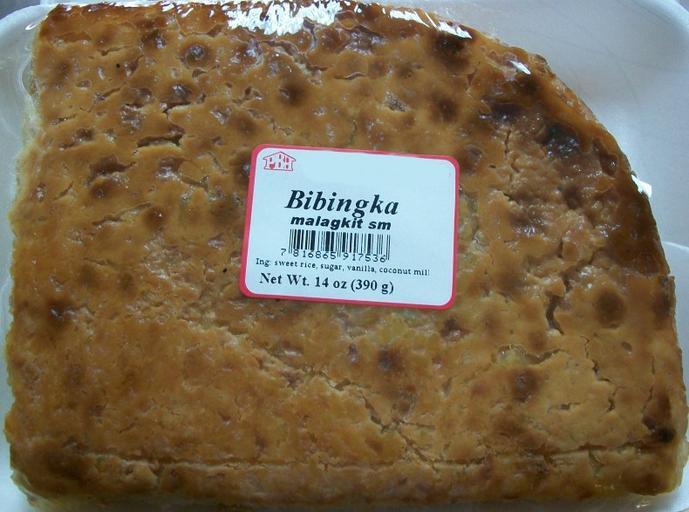 Bibingka
malagkit sm
7 816865 917536
Ing: sweet rice, sugar, vanilla, coconut mil
Net Wt. 14 oz (390 g)